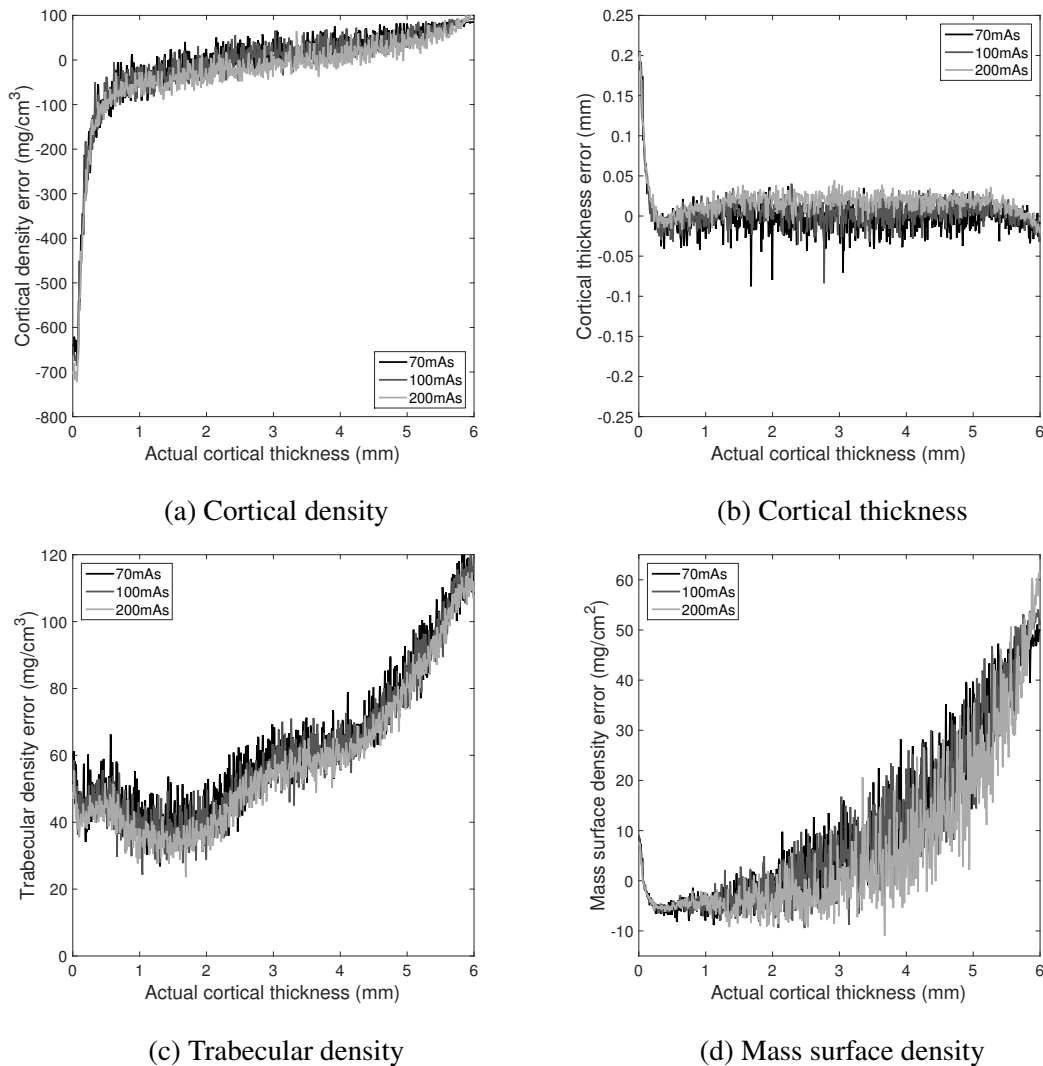 100
0
-100
-200
-300
-400
-500
-600
-700
-800
Cortical density error (mg/cm³)
70mAs
100mAs
200mAs
0 1 2 3 4 5 6
Actual cortical thickness (mm)
(a) Cortical density
0.25
0.2
0.15
0.1
0.05
0
-0.05
-0.1
-0.15
-0.2
-0.25
Cortical thickness error (mm)
70mAs
100mAs
200mAs
0 1 2 3 4 5 6
Actual cortical thickness (mm)
(b) Cortical thickness
120
100
80
60
40
20
0
Trabecular density error (mg/cm³)
70mAs
100mAs
200mAs
0 1 2 3 4 5 6
Actual cortical thickness (mm)
(c) Trabecular density
60
50
40
30
20
10
0
-10
Mass surface density error (mg/cm²)
70mAs
100mAs
200mAs
0 1 2 3 4 5 6
Actual cortical thickness (mm)
(d) Mass surface density